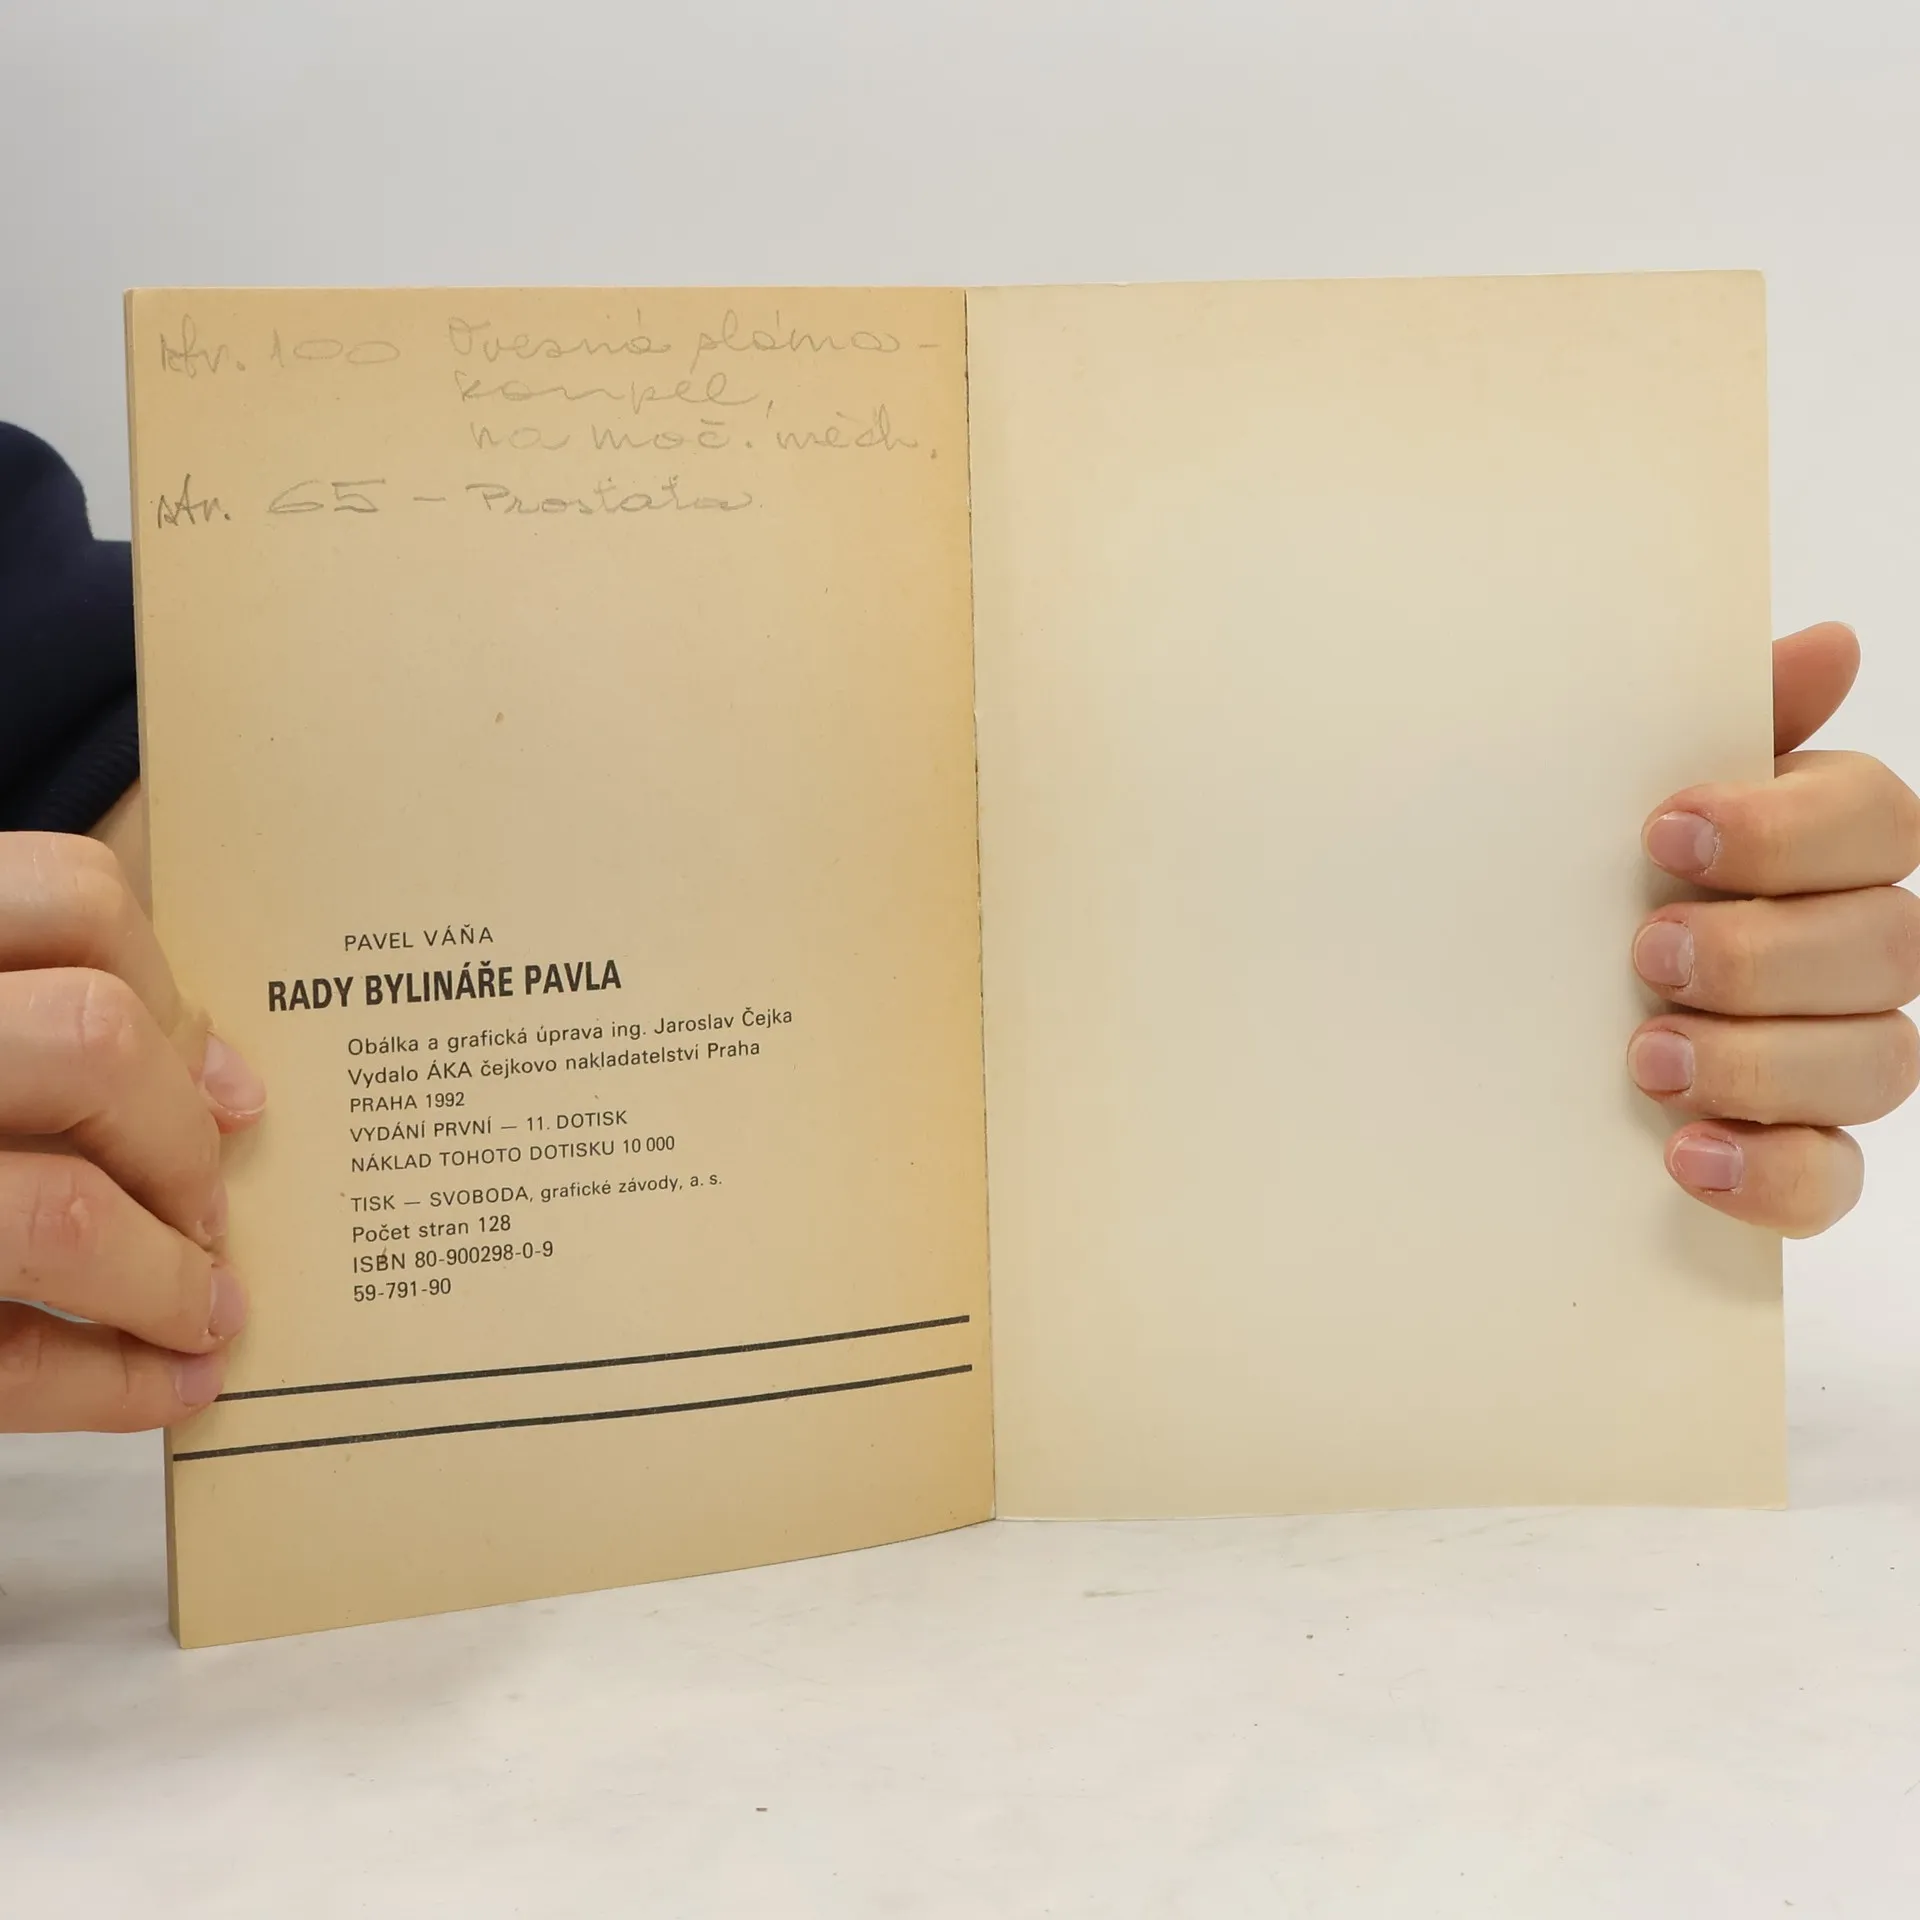 str. 100 Ovesná sláma -
koupel,
na moč. měch.
str. 65 - Prostata
PAVEL VÁŇA
RADY BYLINÁŘE PAVLA
Obálka a grafická úprava ing. Jaroslav Čejka
Vydalo ÁKA čejkovo nakladatelství Praha
PRAHA 1992
VYDÁNÍ PRVNÍ — 11. DOTISK
NÁKLAD TOHOTO DOTISKU 10 000
TISK — SVOBODA, grafické závody, a. s.
Počet stran 128
ISBN 80-900298-0-9
59-791-90